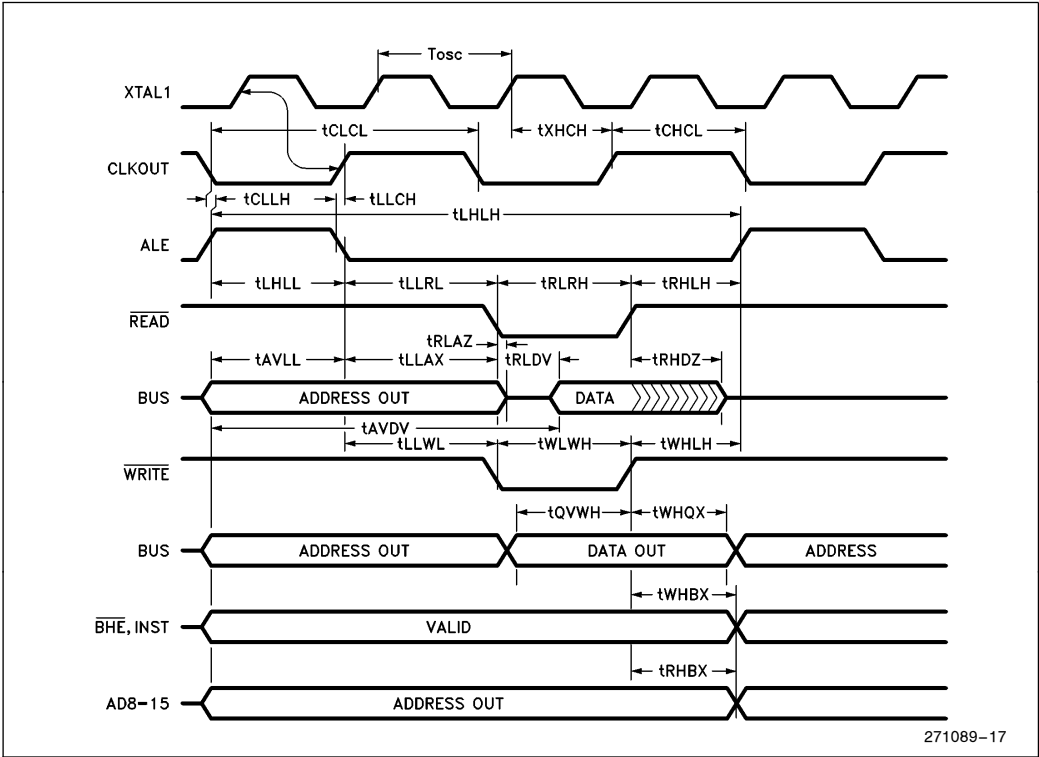 Tosc
XTAL1
tCLCL
tXHCH
tCHCL
CLKOUT
tCLLH
tLLCH
tLHLH
ALE
tLHLL
tLLRL
tRLRH
tRHLH
READ
tRLAZ
tAVLL
tLLAX
tRLDV
tRHDZ
BUS
ADDRESS OUT
DATA
tAVDV
tLLWL
tWLWH
tWHLH
WRITE
tQVWH
tWHQX
BUS
ADDRESS OUT
DATA OUT
ADDRESS
tWHBX
BHE, INST
VALID
tRHBX
AD8-15
ADDRESS OUT
271089-17